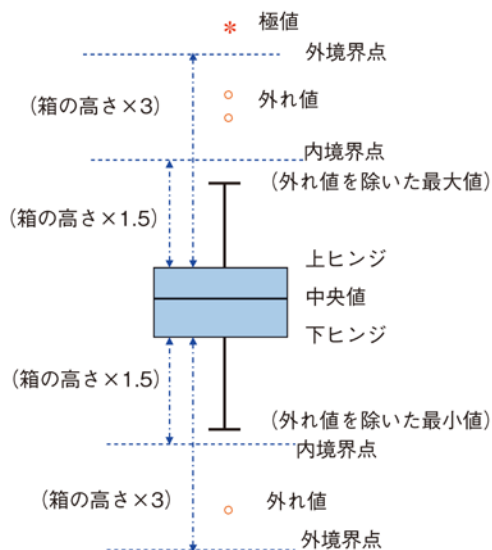 極値
外境界点
(箱の高さ×3)
外れ値
内境界点
(外れ値を除いた最大値)
(箱の高さ×1.5)
上ヒンジ
中央値
下ヒンジ
(箱の高さ×1.5)
(外れ値を除いた最小値)
内境界点
(箱の高さ×3)
外れ値
外境界点